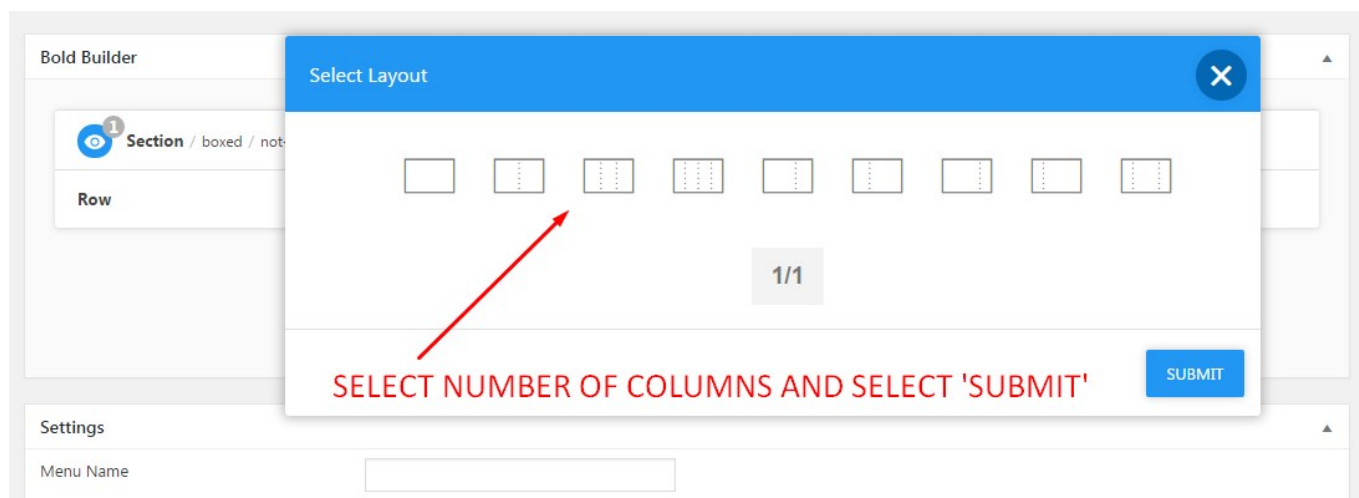 Bold Builder
Select Layout
1
Section / boxed / not-
Row
1/1
SELECT NUMBER OF COLUMNS AND SELECT 'SUBMIT'
SUBMIT
Settings
Menu Name